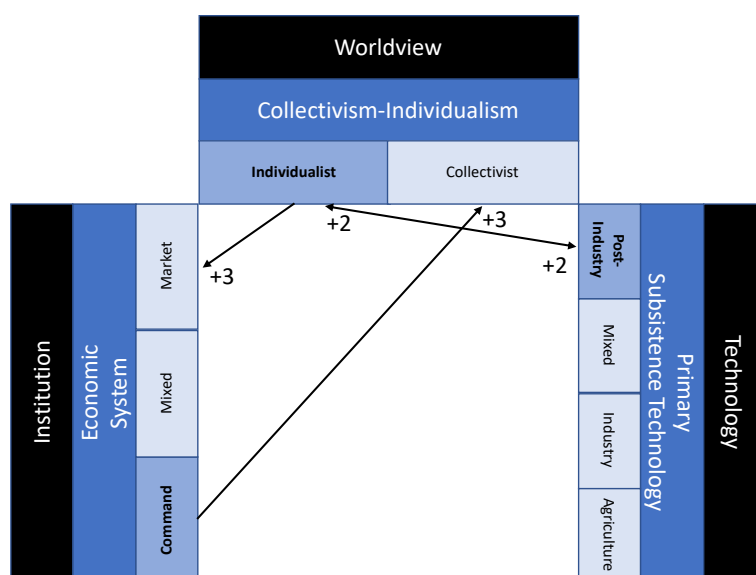 Worldview
Collectivism-Individualism
Individualist
Collectivist
Institution
Economic
System
Market
Mixed
Command
+3
+2
+3
+2
Post-
Industry
Mixed
Industry
Agriculture
Primary
Subsistence Technology
Technology